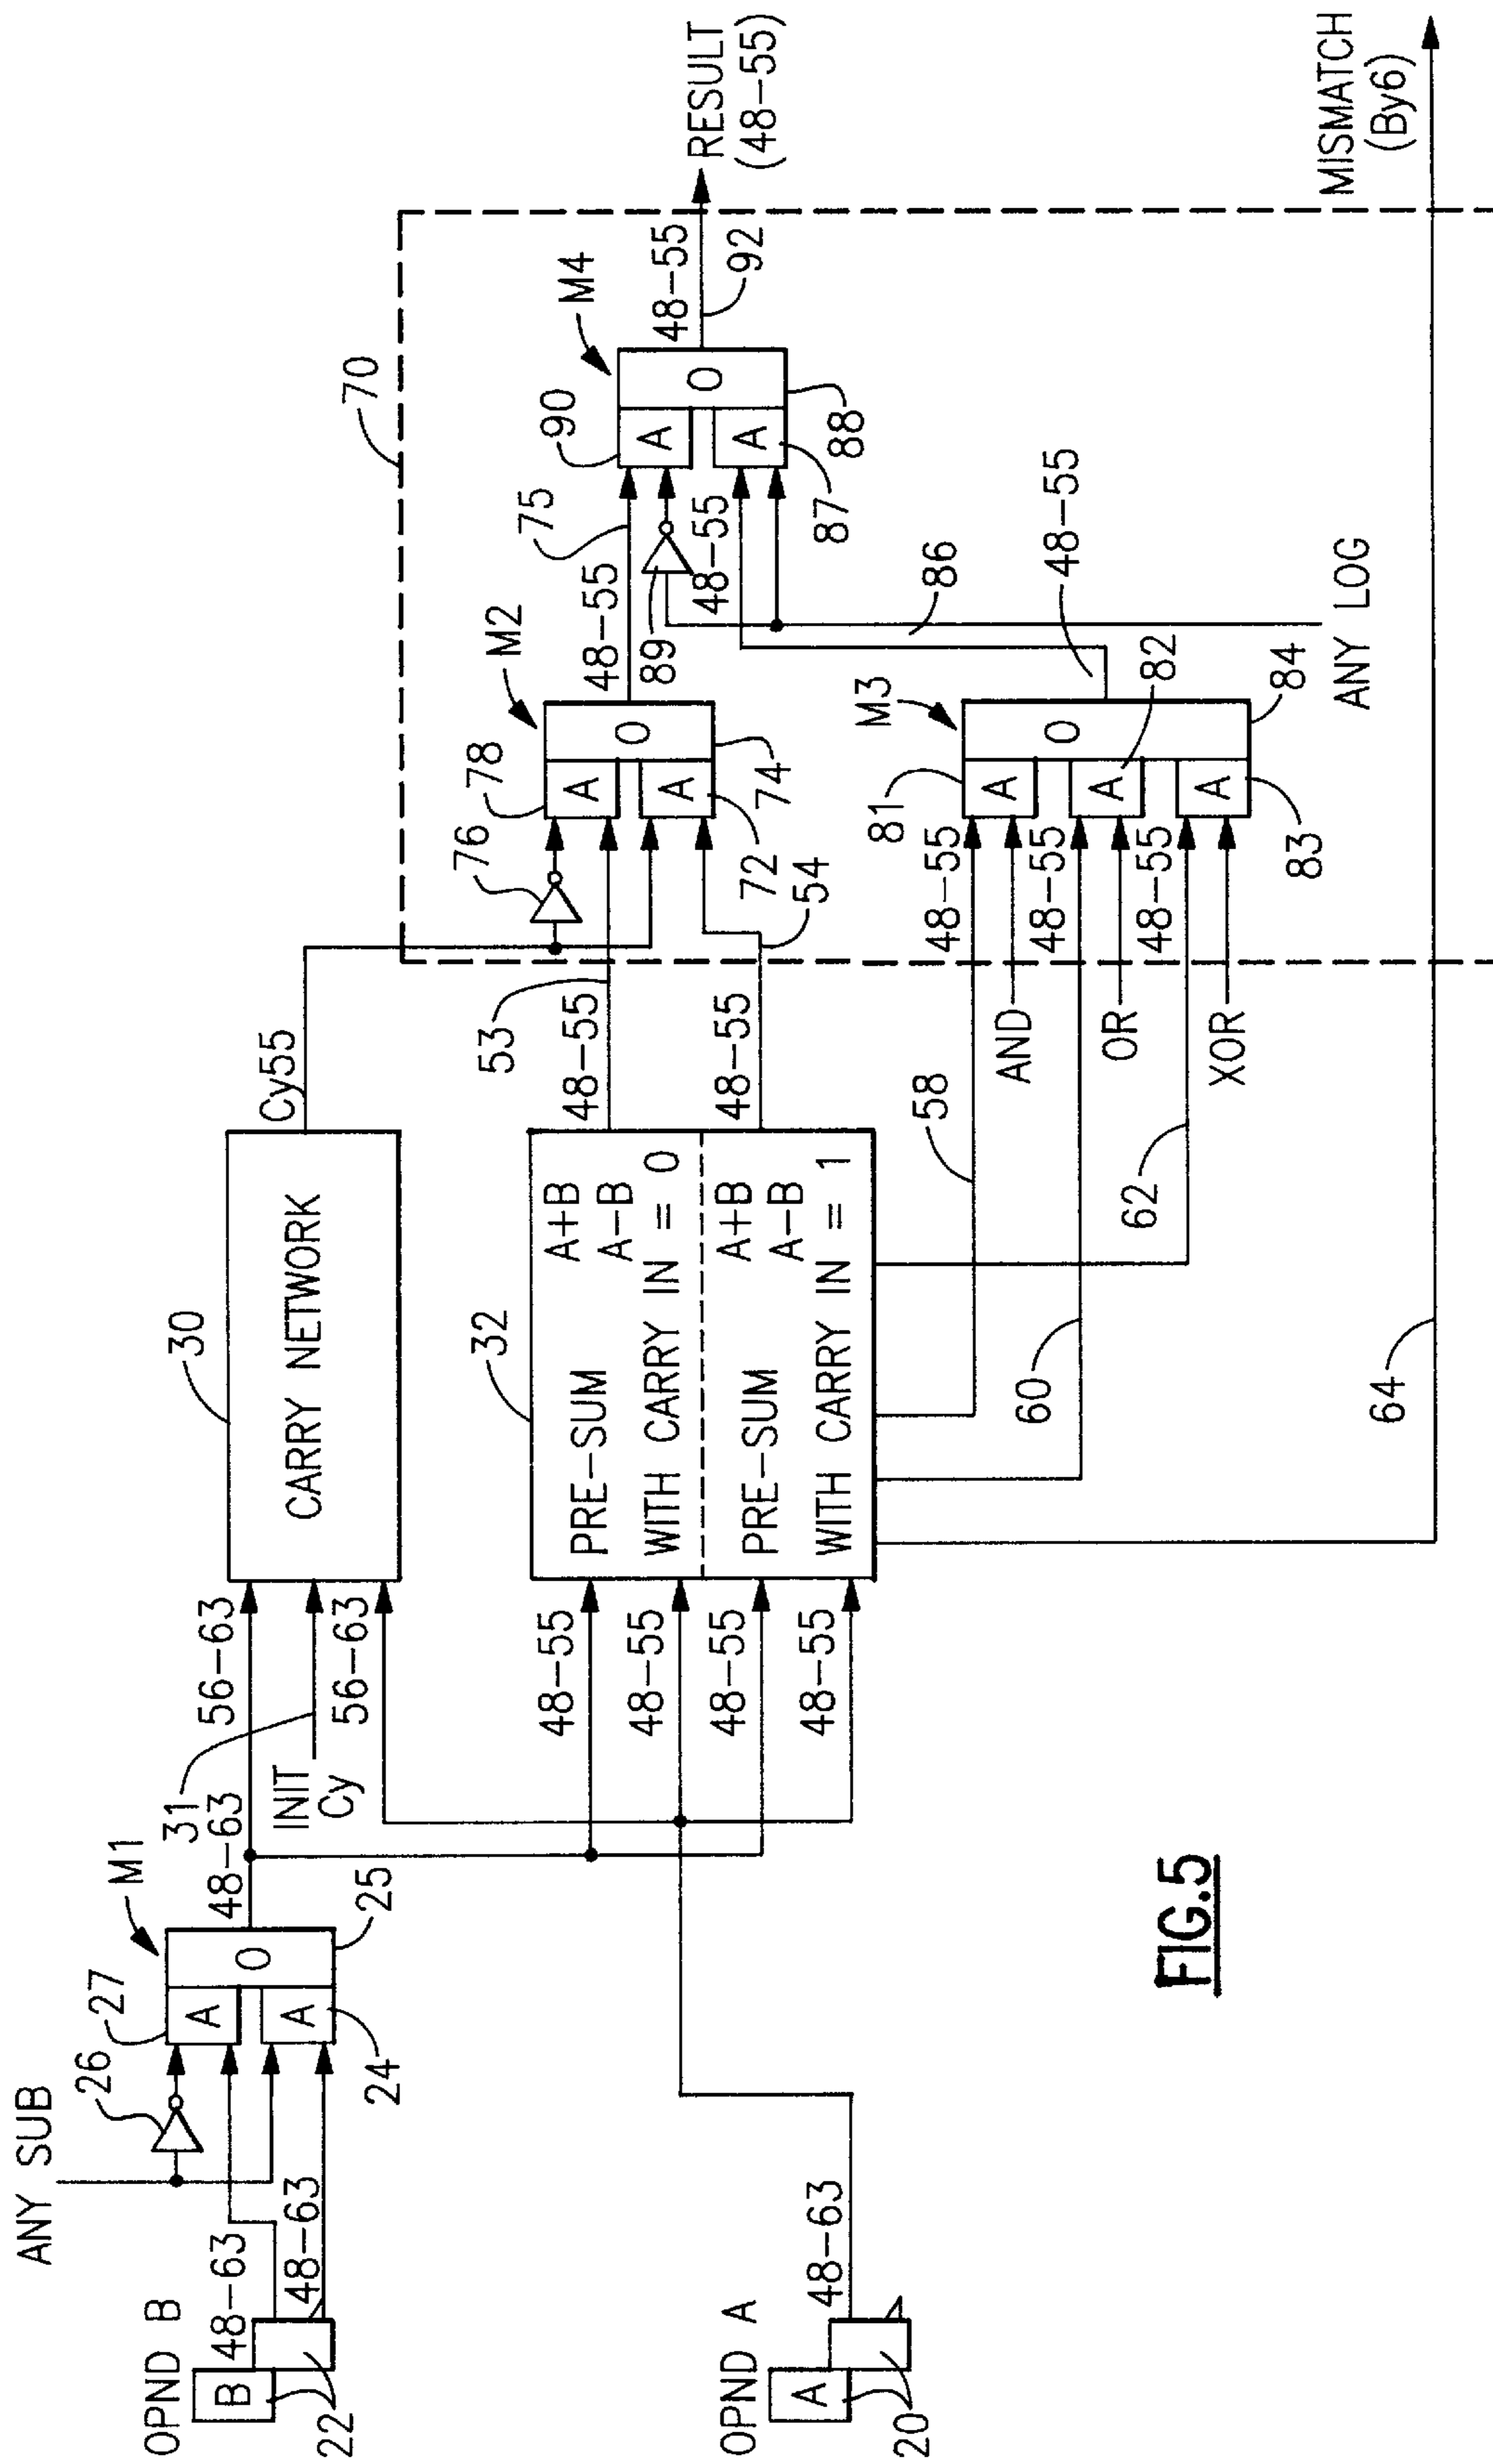 ANY SUB
OPND B
B
22
48-63
48-63
26
27
A
A
24
O
25
M1
48-63
OPND A
A
20
48-63
31
INIT
Cy
56-63
56-63
30
CARRY NETWORK
Cy55
48-55
48-55
48-55
48-55
32
PRE-SUM A+B
A-B
WITH CARRY IN = 0
PRE-SUM A+B
A-B
WITH CARRY IN = 1
48-55
53
48-55
54
58
60
62
64
70
76
78
A
A
72
O
74
M2
48-55
75
AND
OR
XOR
48-55
48-55
48-55
81
A
A
82
A
83
O
84
M3
48-55
86
ANY LOG
89
48-55
90
A
A
87
O
88
M4
48-55
92
RESULT
(48-55)
MISMATCH
(By6)
FIG.5